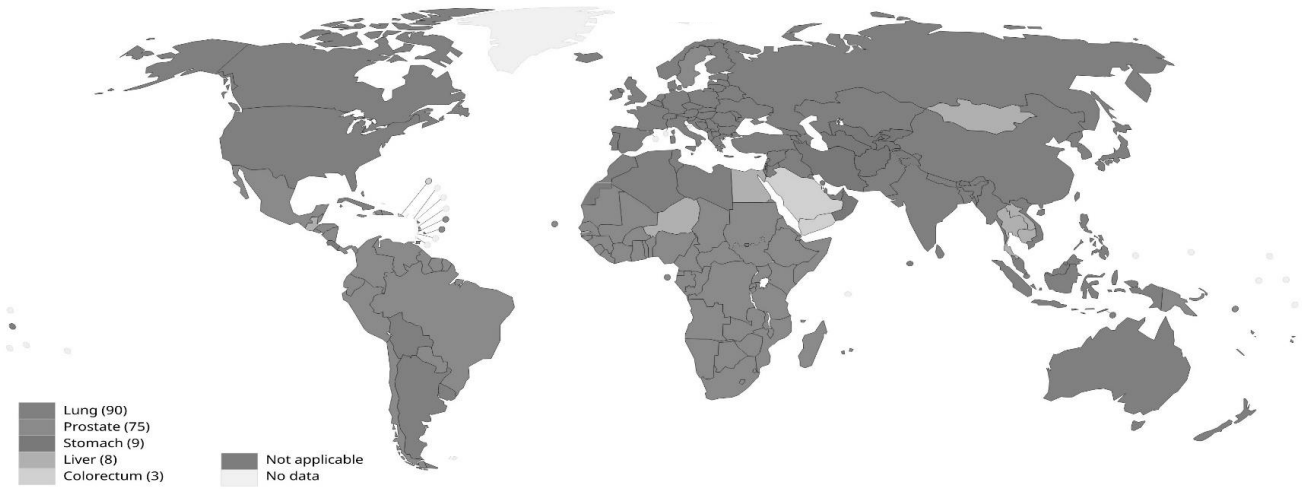 Lung (90)
Prostate (75)
Stomach (9)
Liver (8)
Colorectum (3)
Not applicable
No data